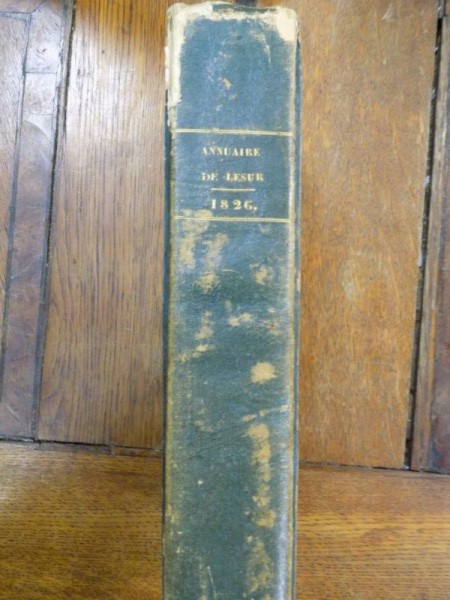 ANNUAIRE
DE LESUR
1826.